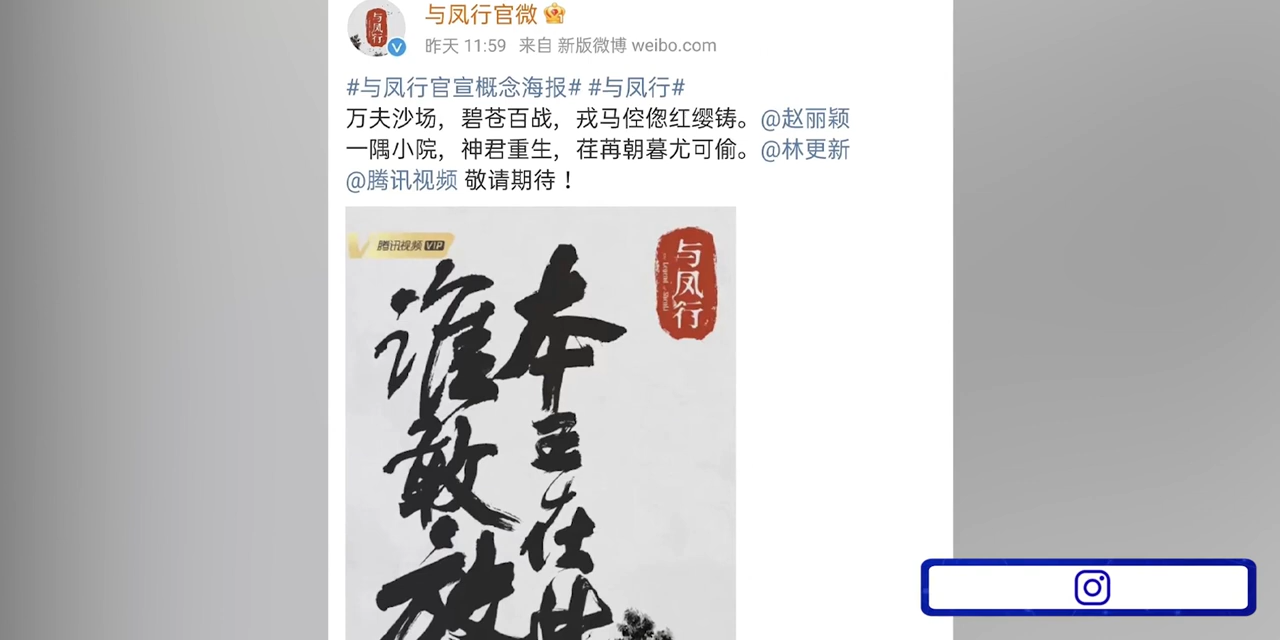 与凤行
与凤行官微
昨天 11:59 来自 新版微博 weibo.com
#与凤行官宣概念海报# #与凤行#
万夫沙场，碧苍百战，戎马倥偬红缨铸。@赵丽颖
一隅小院，神君重生，荏苒朝暮尤可偷。@林更新
@腾讯视频 敬请期待！
腾讯视频 VIP
与凤行
本王在此
谁敢放